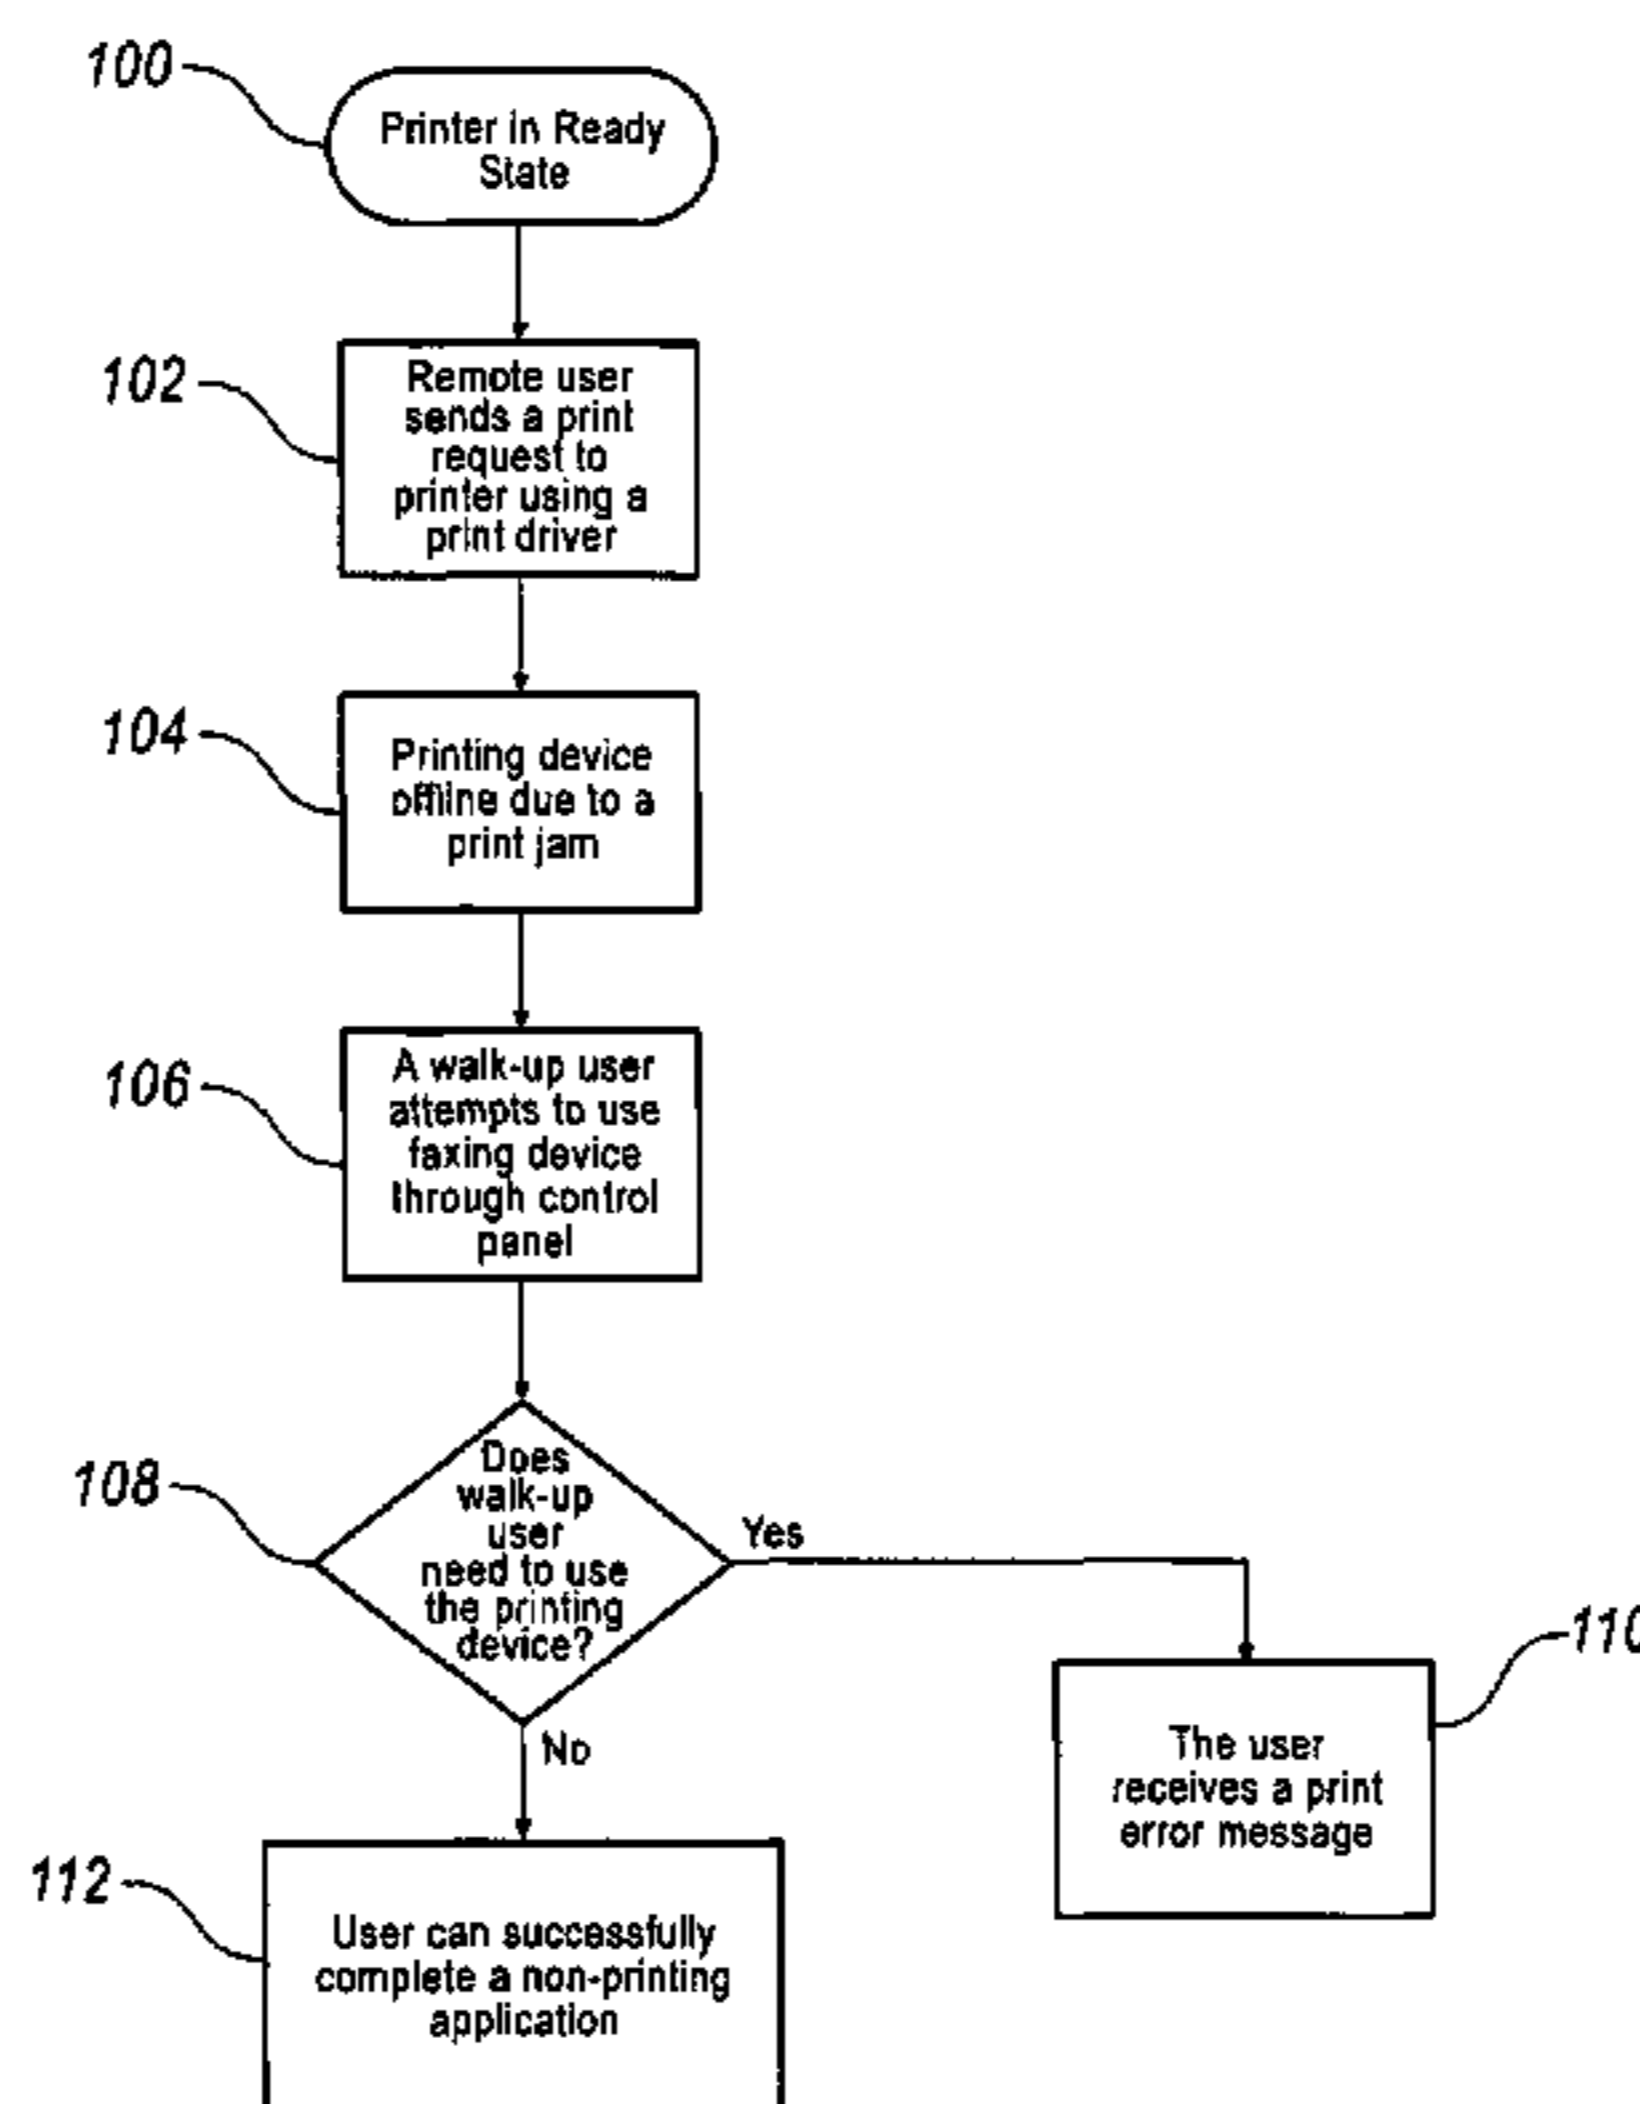 100
Printer in Ready
State
102
Remote user
sends a print
request to
printer using a
print driver
104
Printing device
offline due to a
print jam
106
A walk-up user
attempts to use
faxing device
through control
panel
108
Does
walk-up
user
need to use
the printing
device?
Yes
110
The user
receives a print
error message
No
112
User can successfully
complete a non-printing
application